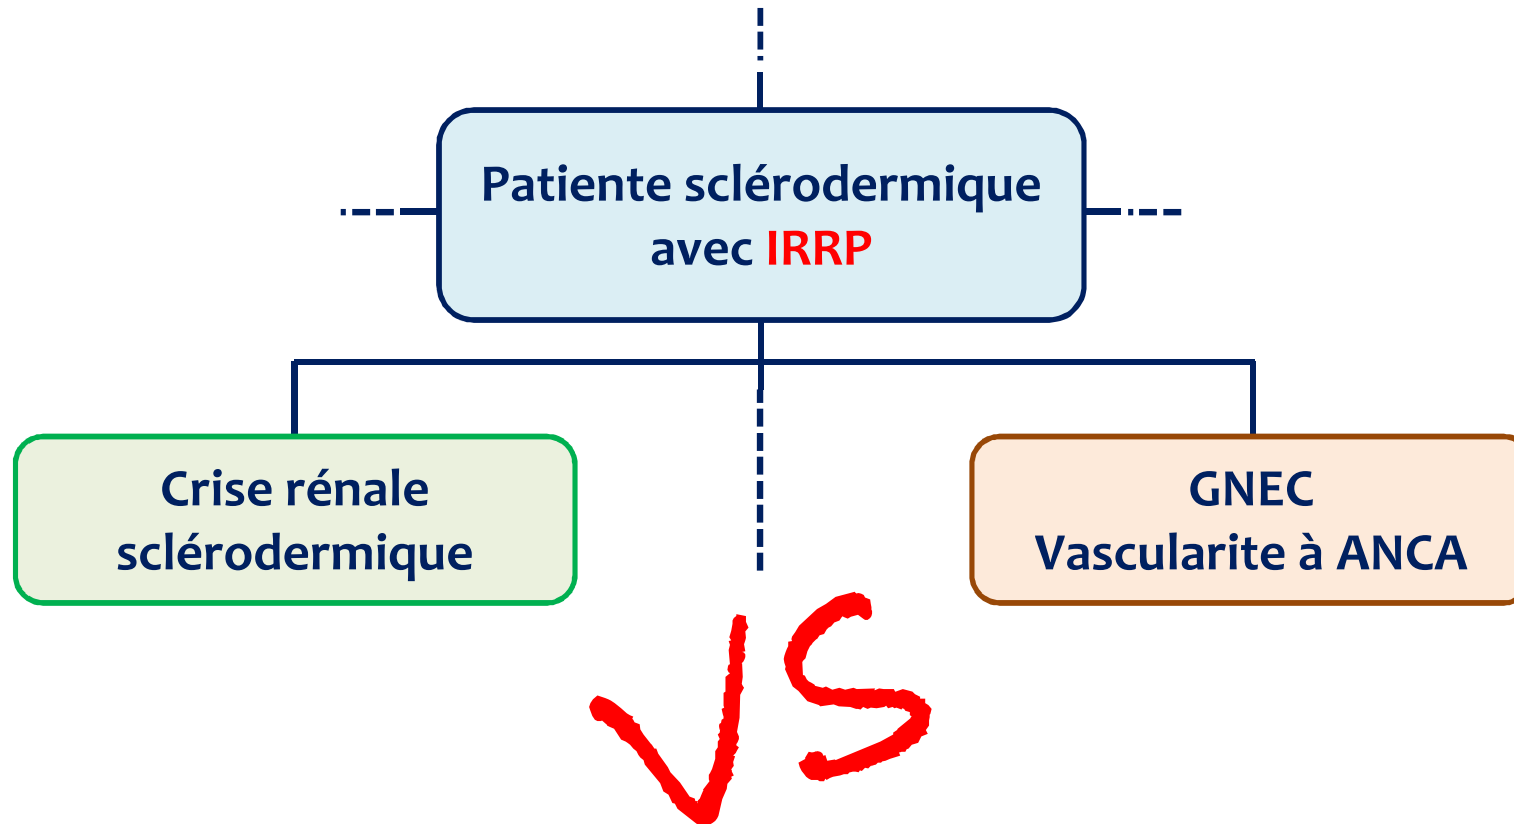 Patiente sclérodermique
avec IRRP
Crise rénale
sclérodermique
GNEC
Vascularite à ANCA
VS